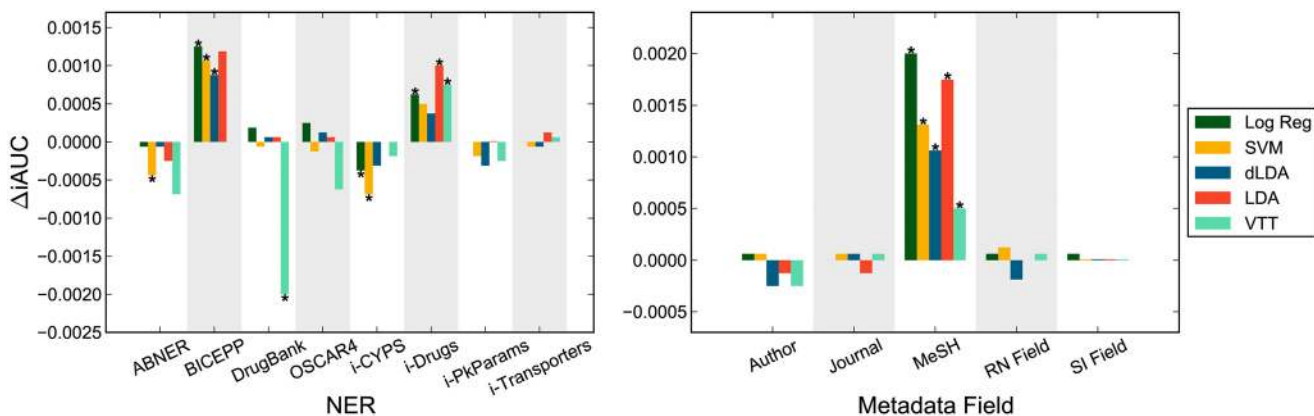 ΔiAUC
0.0015
0.0010
0.0005
0.0000
−0.0005
−0.0010
−0.0015
−0.0020
−0.0025
*
*
*
*
*
*
*
*
*
*
ABNER
BICEPP
DrugBank
OSCAR4
i-CYPS
i-Drugs
i-PkParams
i-Transporters
NER
0.0020
0.0015
0.0010
0.0005
0.0000
−0.0005
*
*
*
*
*
Author
Journal
MeSH
RN Field
SI Field
Metadata Field
Log Reg
SVM
dLDA
LDA
VTT